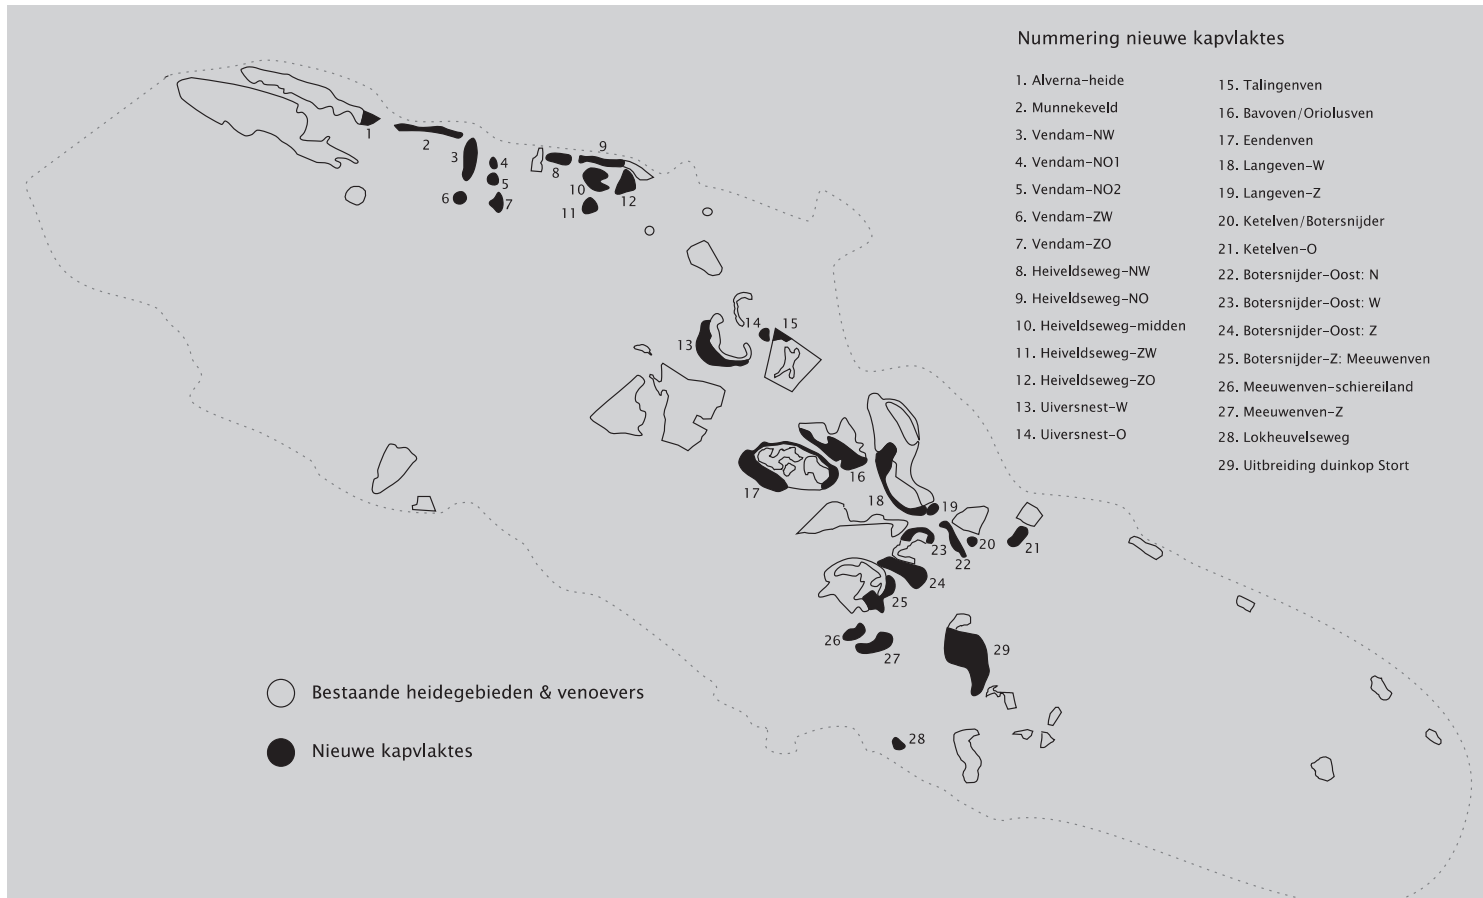 Nummering nieuwe kapvlaktes
1. Alverna-heide
2. Munnekeveld
3. Vendam-NW
4. Vendam-NO1
5. Vendam-NO2
6. Vendam-ZW
7. Vendam-ZO
8. Heiveldseweg-NW
9. Heiveldseweg-NO
10. Heiveldseweg-midden
11. Heiveldseweg-ZW
12. Heiveldseweg-ZO
13. Uiversnest-W
14. Uiversnest-O
15. Talingenven
16. Bavoven/Oriolusven
17. Eendenven
18. Langeven-W
19. Langeven-Z
20. Ketelven/Botersnijder
21. Ketelven-O
22. Botersnijder-Oost: N
23. Botersnijder-Oost: W
24. Botersnijder-Oost: Z
25. Botersnijder-Z: Meeuwenven
26. Meeuwenven-schiereiland
27. Meeuwenven-Z
28. Lokheuvelseweg
29. Uitbreiding duinkop Stort
1
2
3
4
5
6
7
8
9
10
11
12
13
14
15
16
17
18
19
20
21
22
23
24
25
26
27
28
29
Bestaande heidegebieden & venoevers
Nieuwe kapvlaktes